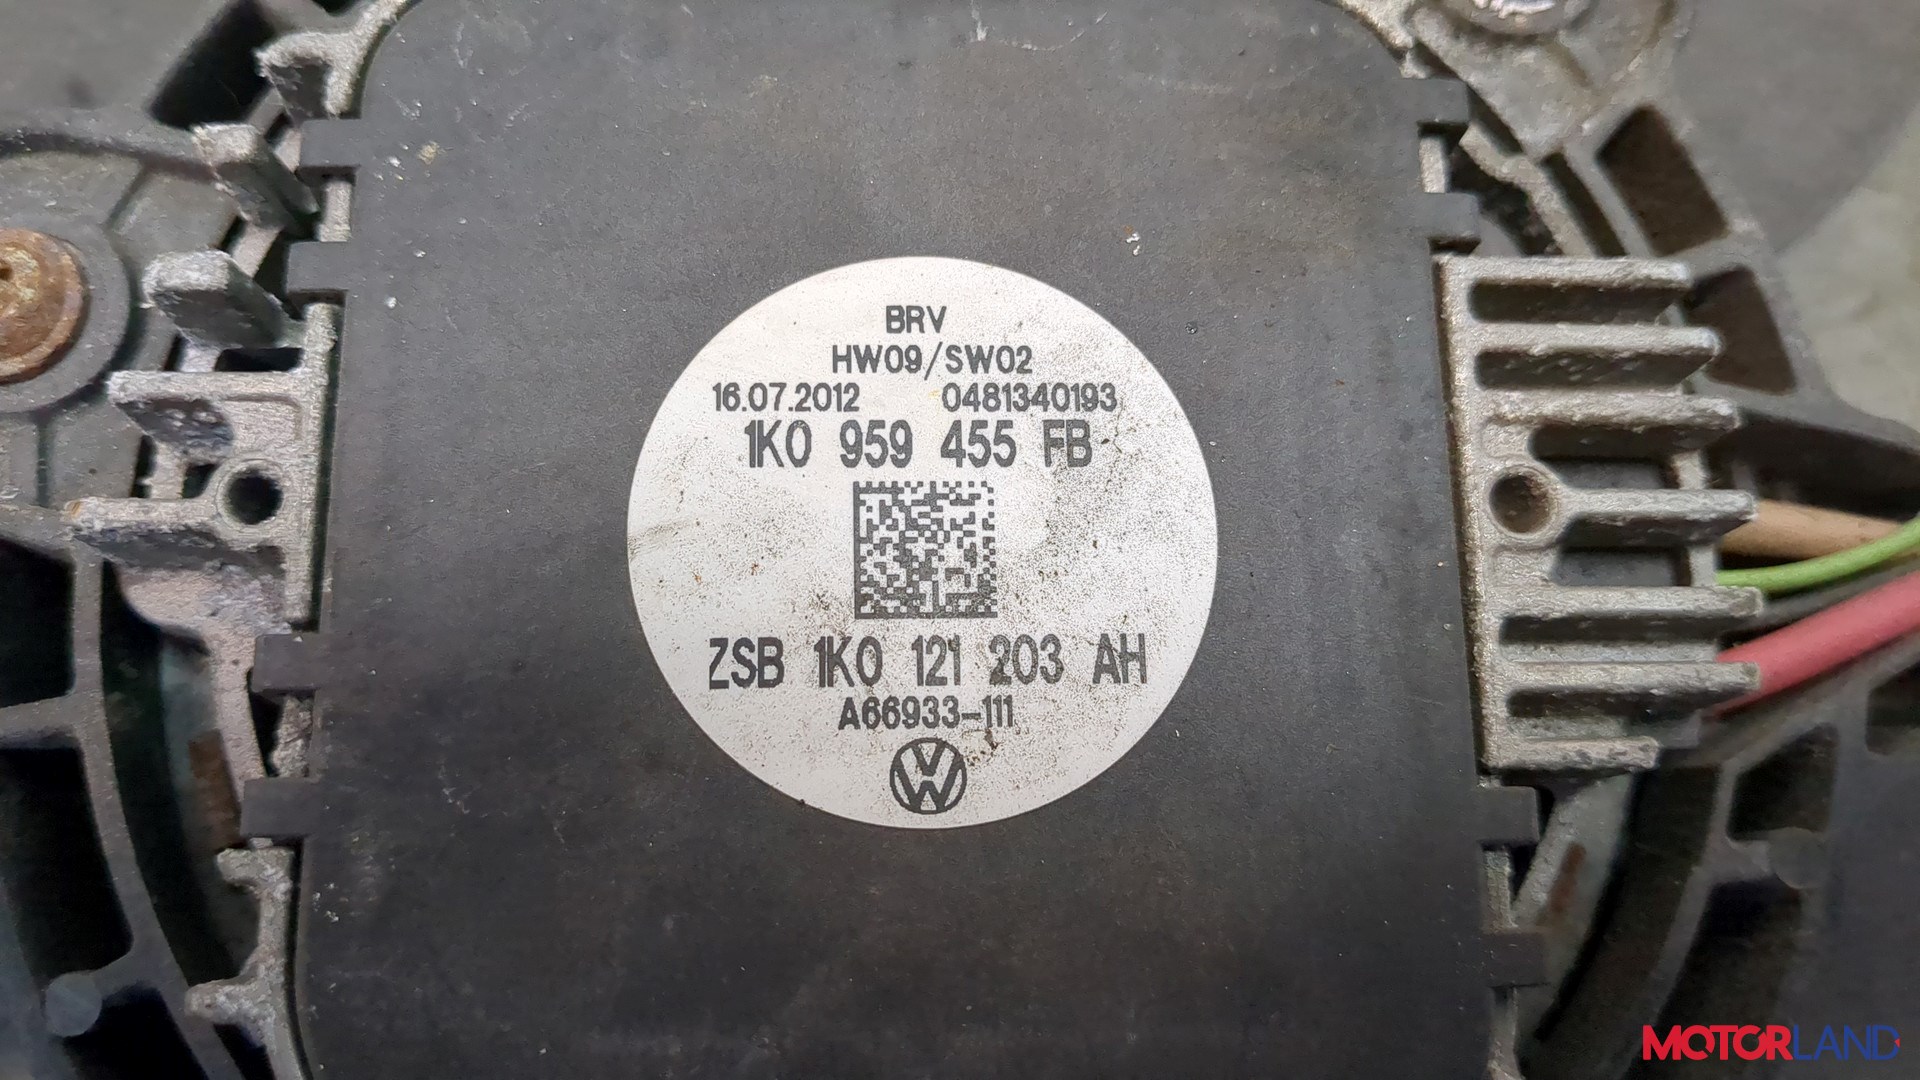 BRV
HW09/SW02
16.07.2012 0481340193
1K0 959 455 FB
ZSB 1K0 121 203 AH
A66933-111
MOTORLAND